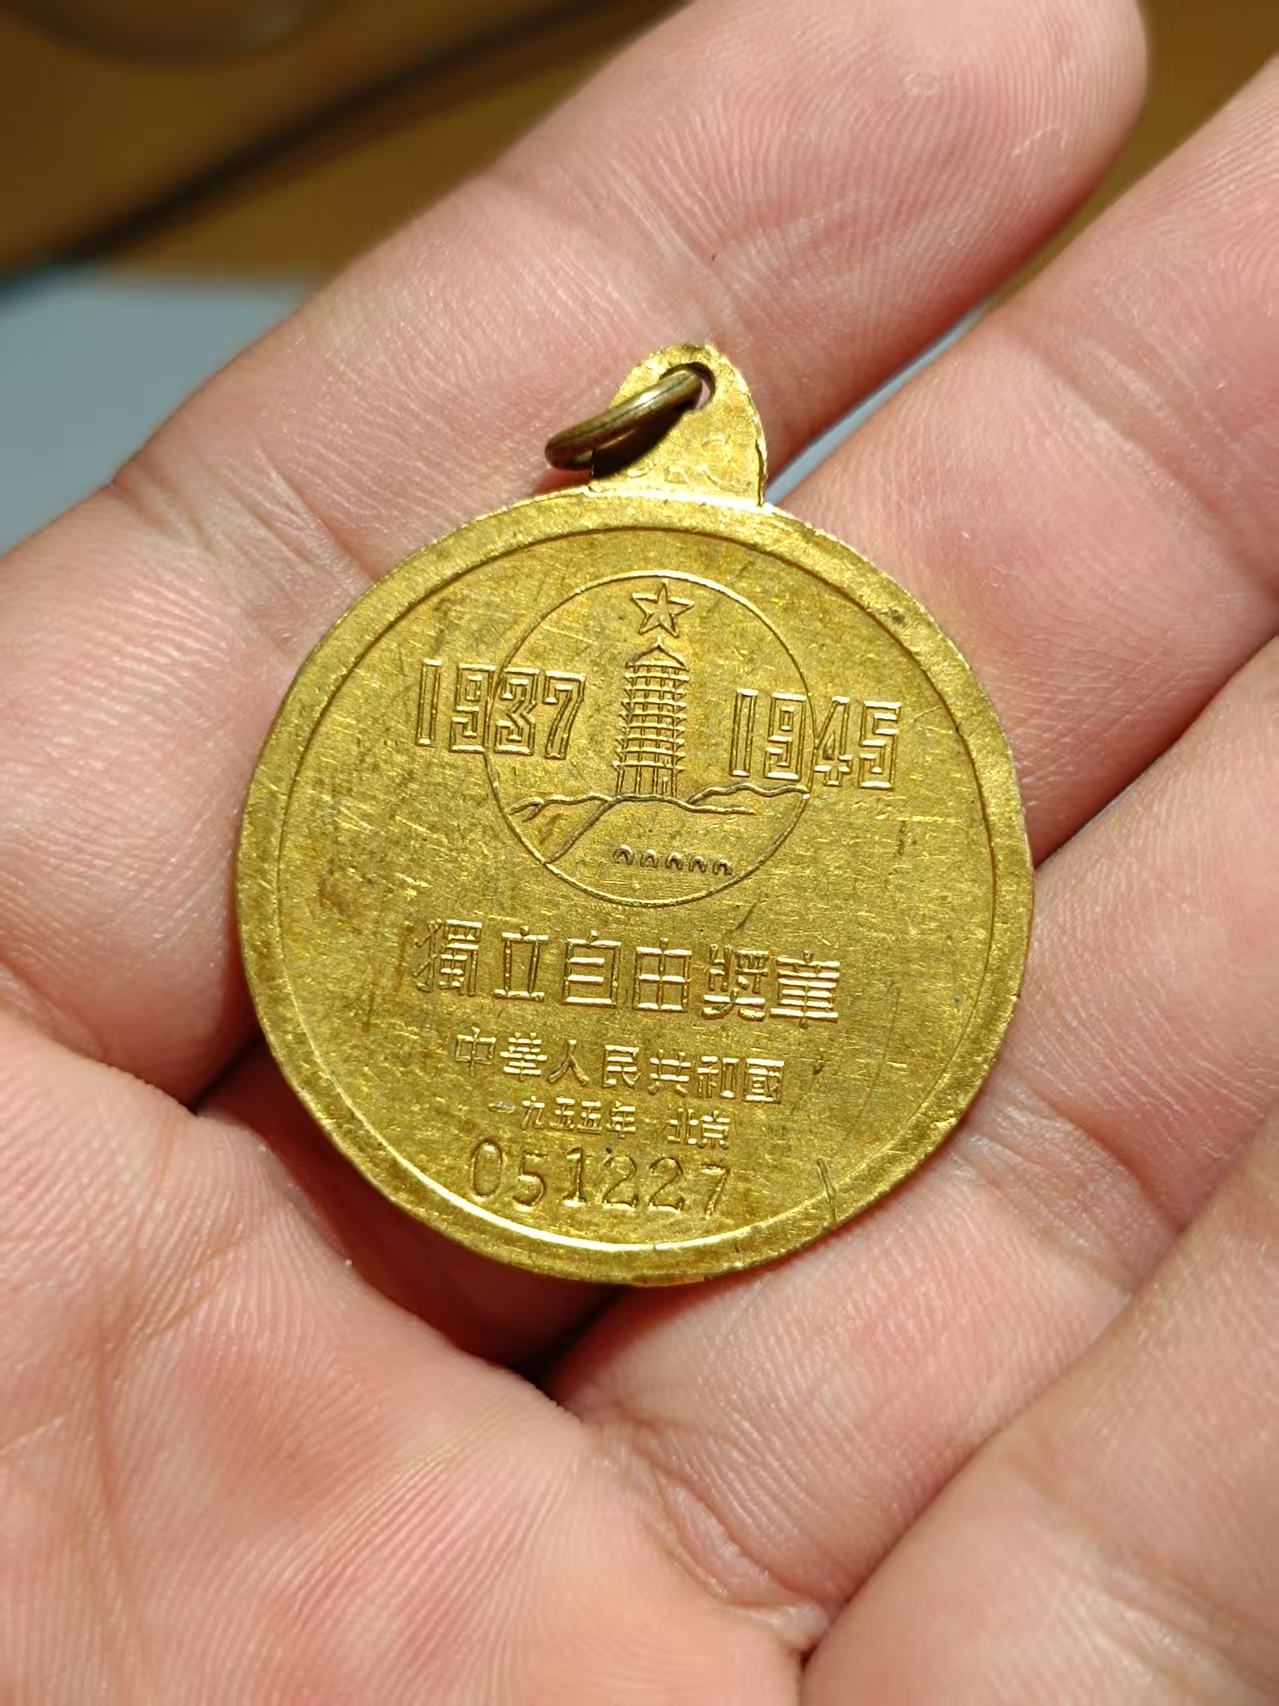 1937 1945
獨立自由獎章
中華人民共和國
一九五五年 北京
051227